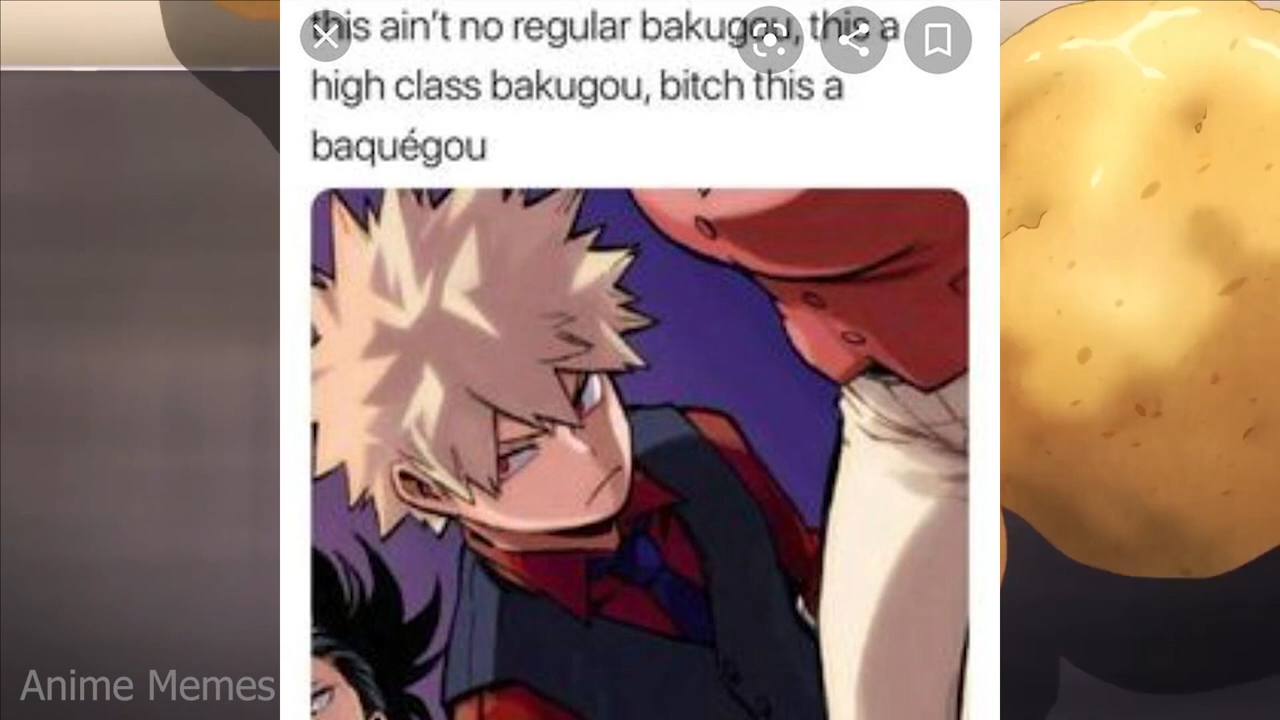 this ain't no regular bakugou, this a
high class bakugou, bitch this a
baquégou
Anime Memes